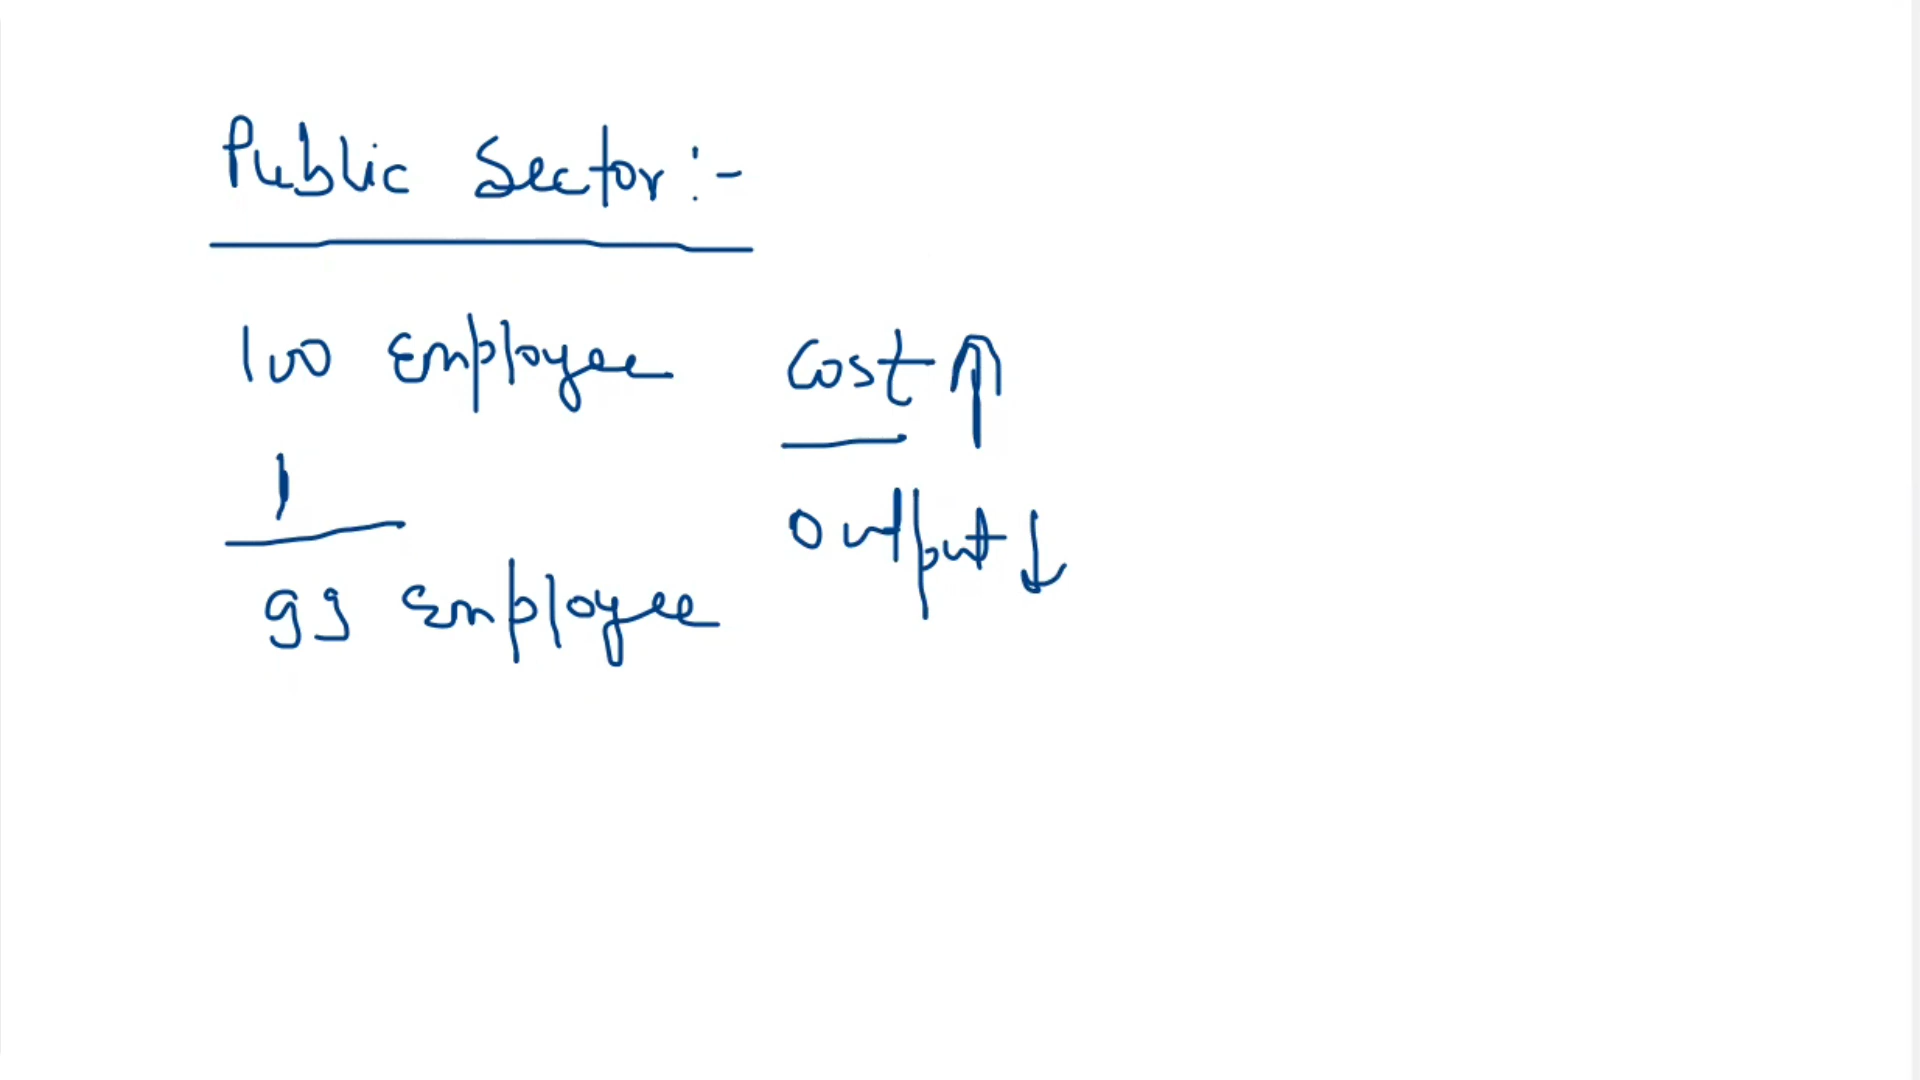 Public Sector :-
100 Employee Cost ↑
1
Output ↓
99 Employee